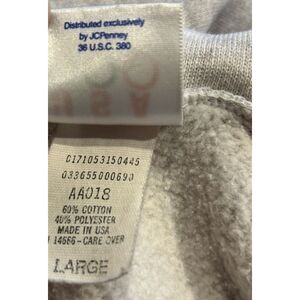 Distributed exclusively
by JCPenney
36 U.S.C. 380
C171053150445
033655000690
AA018
60% COTTON
40% POLYESTER
MADE IN USA
14566-CARE OVER
LARGE